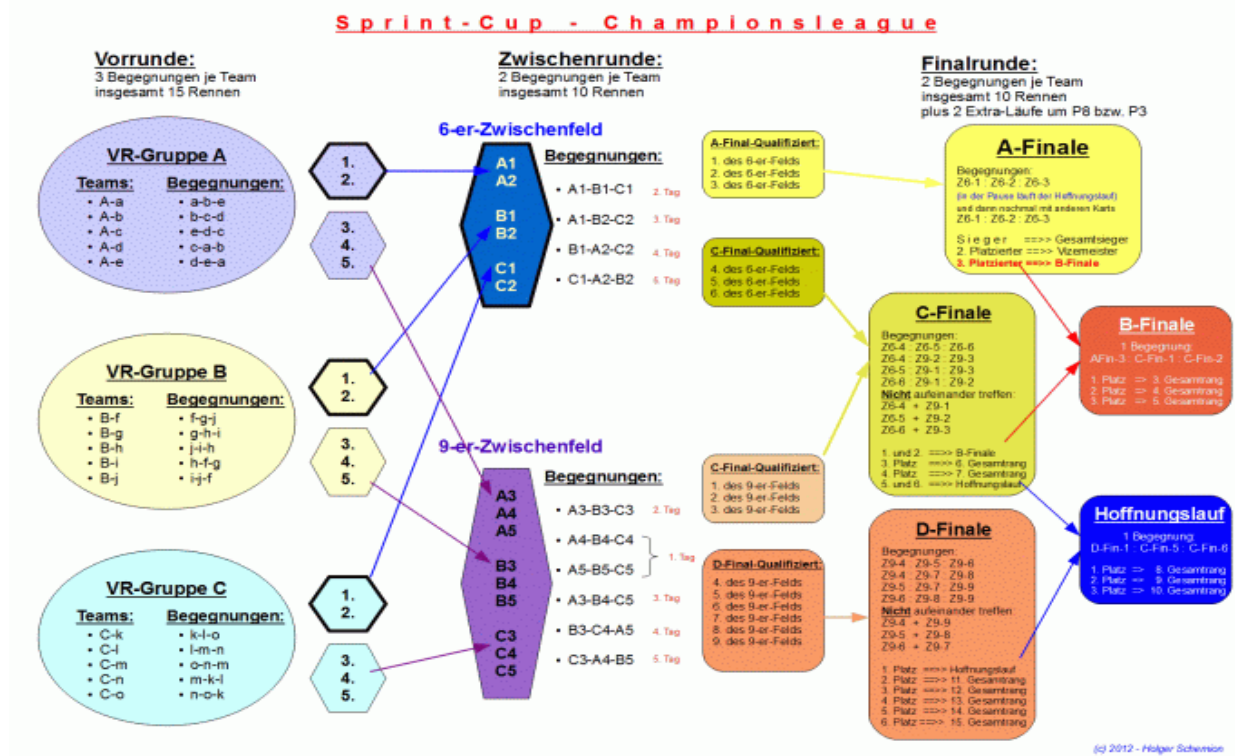 Sprint-Cup - Championsleague
Vorrunde:
3 Begegnungen je Team
insgesamt 15 Rennen
Zwischenrunde:
2 Begegnungen je Team
insgesamt 10 Rennen
Finalrunde:
2 Begegnungen je Team
insgesamt 10 Rennen
plus 2 Extra-Läufe um P8 bzw. P3
VR-Gruppe A
Teams: Begegnungen:
• A-a • a-b-e
• A-b • b-c-d
• A-c • e-d-c
• A-d • c-a-b
• A-e • d-e-a
1.
2.
3.
4.
5.
VR-Gruppe B
Teams: Begegnungen:
• B-f • f-g-j
• B-g • g-h-i
• B-h • j-i-h
• B-i • h-f-g
• B-j • i-j-f
1.
2.
3.
4.
5.
VR-Gruppe C
Teams: Begegnungen:
• C-k • k-l-o
• C-l • l-m-n
• C-m • o-n-m
• C-n • m-k-l
• C-o • n-o-k
1.
2.
3.
4.
5.
6-er-Zwischenfeld
A1
A2
B1
B2
C1
C2
Begegnungen:
• A1-B1-C1 2. Tag
• A1-B2-C2 3. Tag
• B1-A2-C2 4. Tag
• C1-A2-B2 5. Tag
9-er-Zwischenfeld
A3
A4
A5
B3
B4
B5
C3
C4
C5
Begegnungen:
• A3-B3-C3 2. Tag
• A4-B4-C4
1. Tag
• A5-B5-C5
• A3-B4-C5 3. Tag
• B3-C4-A5 4. Tag
• C3-A4-B5 5. Tag
A-Final-Qualifiziert:
1. des 6-er-Felds
2. des 6-er-Felds
3. des 6-er-Felds
C-Final-Qualifiziert:
4. des 6-er-Felds
5. des 6-er-Felds
6. des 6-er-Felds
C-Final-Qualifiziert:
1. des 9-er-Felds
2. des 9-er-Felds
3. des 9-er-Felds
D-Final-Qualifiziert:
4. des 9-er-Felds
5. des 9-er-Felds
6. des 9-er-Felds
7. des 9-er-Felds
8. des 9-er-Felds
9. des 9-er-Felds
A-Finale
Begegnungen:
Z6-1 : Z6-2 : Z6-3
(in der Pause läuft der Hoffnungslauf)
und dann nochmal mit anderen Karts
Z6-1 : Z6-2 : Z6-3
Sieger ==>> Gesamtsieger
2. Platzierter ==>> Vizemeister
3. Platzierter ==>> B-Finale
C-Finale
Begegnungen:
Z6-4 : Z6-5 : Z6-6
Z6-4 : Z9-2 : Z9-3
Z6-5 : Z9-1 : Z9-3
Z6-6 : Z9-1 : Z9-2
Nicht aufeinander treffen:
Z6-4 + Z9-1
Z6-5 + Z9-2
Z6-6 + Z9-3
1. und 2. ==>> B-Finale
3. Platz ==>> 6. Gesamtrang
4. Platz ==>> 7. Gesamtrang
5. und 6. ==>> Hoffnungslauf
D-Finale
Begegnungen:
Z9-4 : Z9-5 : Z9-6
Z9-4 : Z9-7 : Z9-8
Z9-5 : Z9-7 : Z9-9
Z9-6 : Z9-8 : Z9-9
Nicht aufeinander treffen:
Z9-4 + Z9-9
Z9-5 + Z9-8
Z9-6 + Z9-7
1. Platz ==>> Hoffnungslauf
2. Platz ==>> 11. Gesamtrang
3. Platz ==>> 12. Gesamtrang
4. Platz ==>> 13. Gesamtrang
5. Platz ==>> 14. Gesamtrang
6. Platz ==>> 15. Gesamtrang
B-Finale
1 Begegnung:
AFin-3 : C-Fin-1 : C-Fin-2
1. Platz => 3. Gesamtrang
2. Platz => 4. Gesamtrang
3. Platz => 5. Gesamtrang
Hoffnungslauf
1 Begegnung:
D-Fin-1 : C-Fin-5 : C-Fin-6
1. Platz => 8. Gesamtrang
2. Platz => 9. Gesamtrang
3. Platz => 10. Gesamtrang
(c) 2012 - Holger Schemion